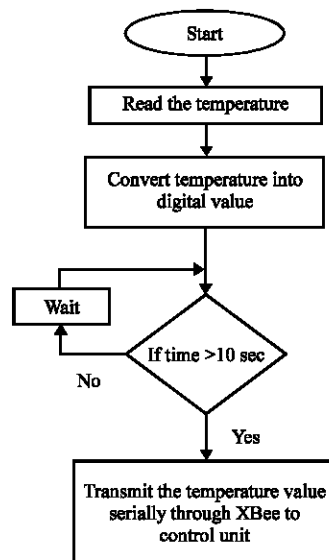 Start
Read the temperature
Convert temperature into
digital value
Wait
If time >10 sec
No
Yes
Transmit the temperature value
serially through XBee to
control unit